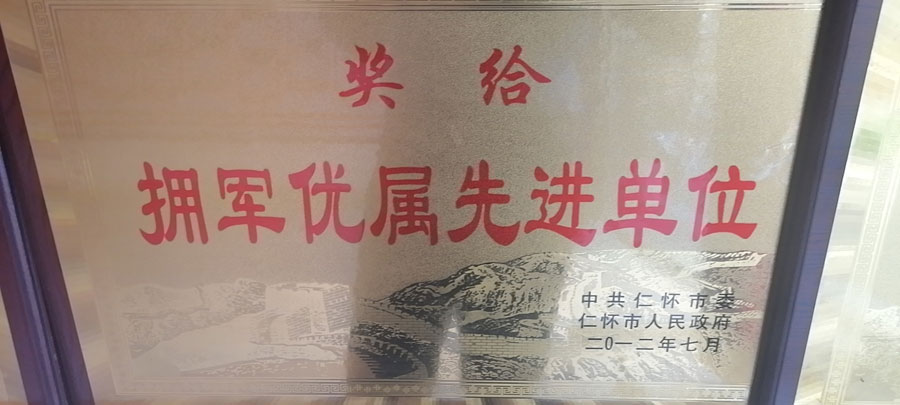 奖给
拥军优属先进单位
中共仁怀市委
仁怀市人民政府
二0一二年七月